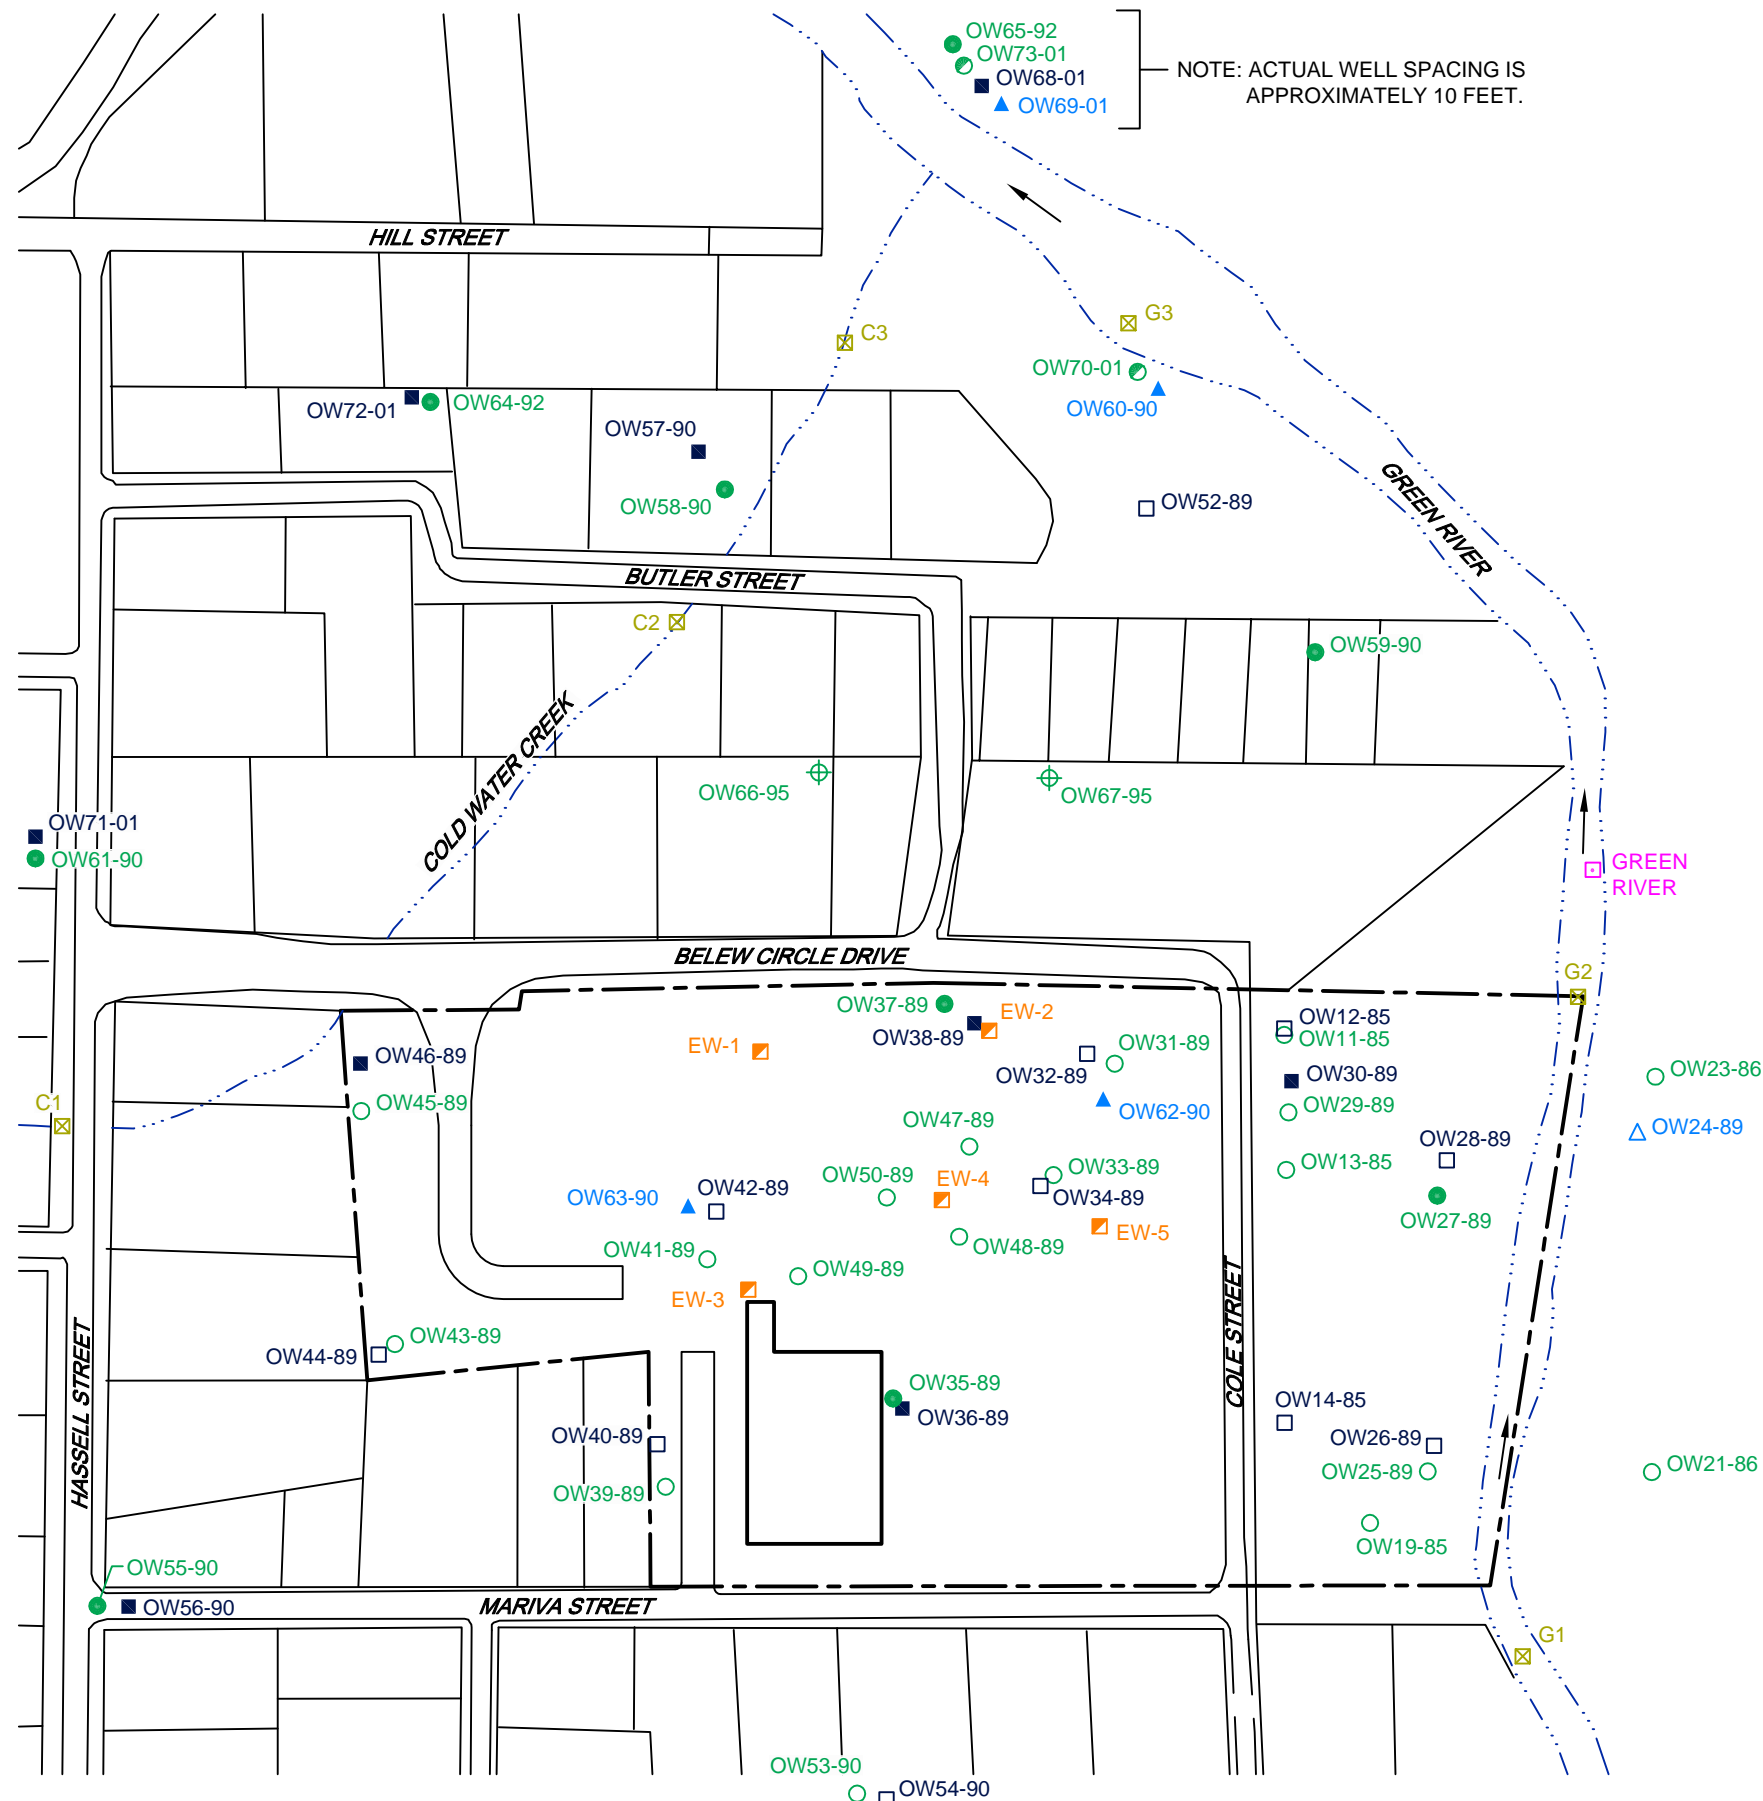 OW65-92
OW73-01
OW68-01
OW69-01
NOTE: ACTUAL WELL SPACING IS
APPROXIMATELY 10 FEET.
HILL STREET
C3
G3
OW70-01
OW60-90
OW72-01
OW64-92
OW57-90
OW58-90
OW52-89
GREEN RIVER
BUTLER STREET
C2
OW59-90
COLD WATER CREEK
OW66-95
OW67-95
OW71-01
OW61-90
GREEN
RIVER
BELEW CIRCLE DRIVE
G2
OW37-89
EW-2
OW38-89
EW-1
OW31-89
OW32-89
OW12-85
OW11-85
OW46-89
OW30-89
OW23-86
C1
OW45-89
OW62-90
OW29-89
OW47-89
OW24-89
OW28-89
OW33-89
OW13-85
OW50-89
EW-4
OW63-90
OW42-89
OW34-89
OW27-89
EW-5
OW48-89
OW41-89
OW49-89
EW-3
COLE STREET
HASSELL STREET
OW43-89
OW44-89
OW35-89
OW36-89
OW14-85
OW40-89
OW26-89
OW25-89
OW21-86
OW39-89
OW19-85
OW55-90
OW56-90
MARIVA STREET
G1
OW53-90
OW54-90